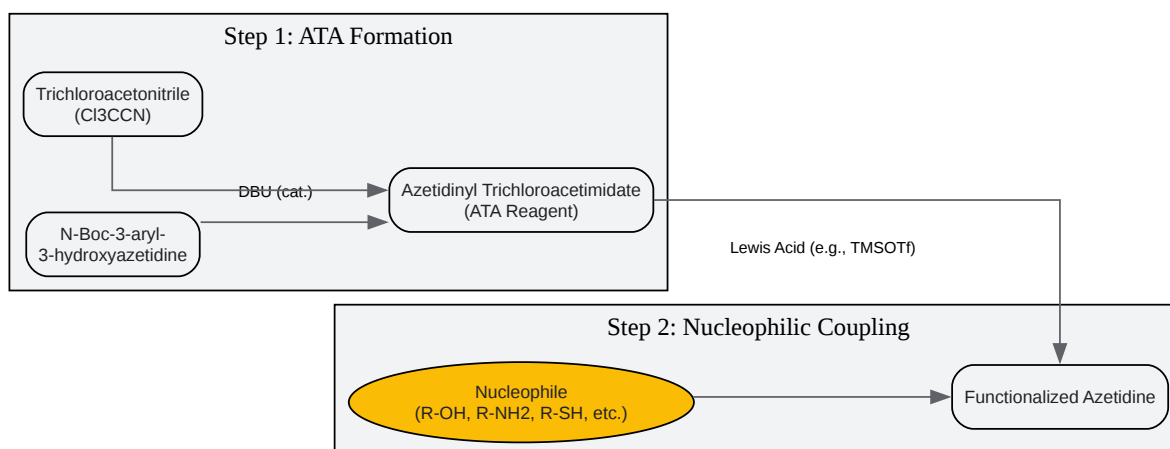 Step 1: ATA Formation
Trichloroacetonitrile
(Cl3CCN)
DBU (cat.)
Azetidinyl Trichloroacetimidate
(ATA Reagent)
N-Boc-3-aryl-
3-hydroxyazetidine
Lewis Acid (e.g., TMSOTf)
Step 2: Nucleophilic Coupling
Nucleophile
(R-OH, R-NH2, R-SH, etc.)
Functionalized Azetidine